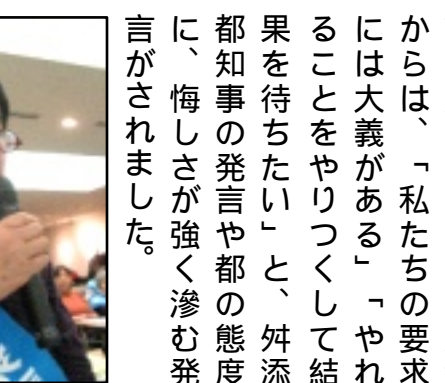 からは、「私たちの要求
には大義がある」「やれ
ることをやりつくして結
果を待ちたい」と、舛添
都知事の発言や都の態度
に、悔しさが強く滲む発
言がされました。